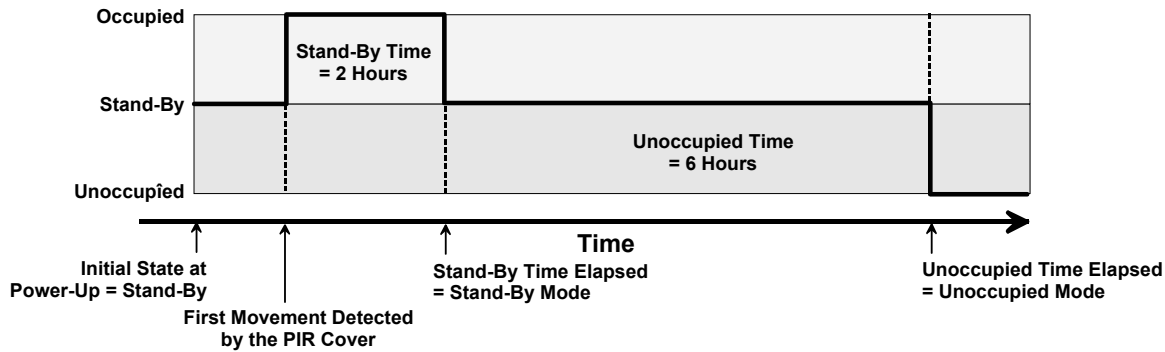 Occupied
Stand-By Time
= 2 Hours
Stand-By
Unoccupied Time
= 6 Hours
Unoccupîed
Time
Initial State at
Power-Up = Stand-By
First Movement Detected
by the PIR Cover
Stand-By Time Elapsed
= Stand-By Mode
Unoccupied Time Elapsed
= Unoccupied Mode